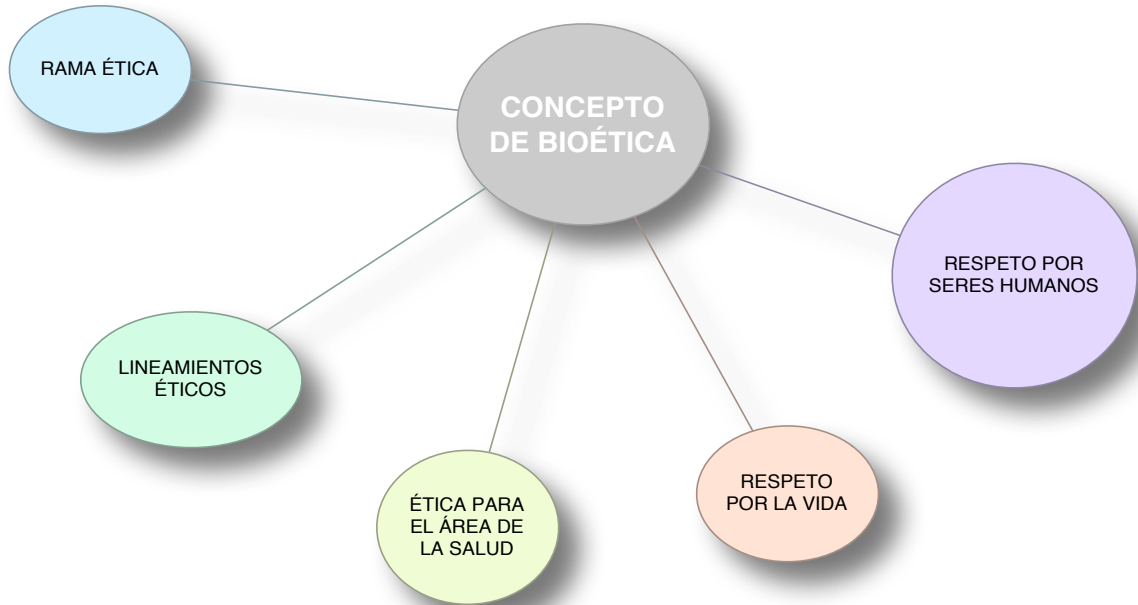 RAMA ÉTICA
CONCEPTO
DE BIOÉTICA
RESPETO POR
SERES HUMANOS
LINEAMIENTOS
ÉTICOS
ÉTICA PARA
EL ÁREA DE
LA SALUD
RESPETO
POR LA VIDA